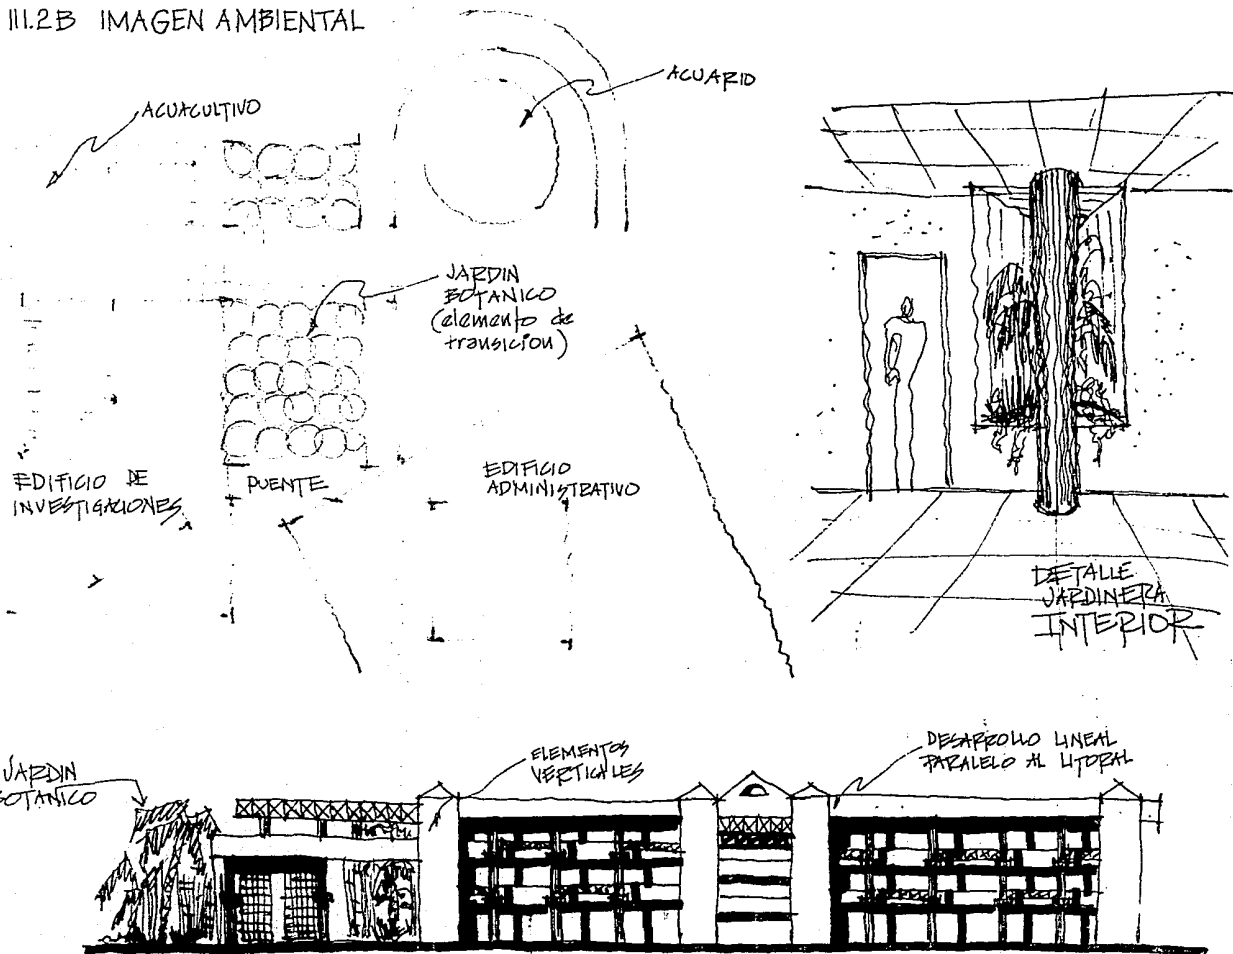 III.2B IMAGEN AMBIENTAL
ACUACULTIVO
ACUARIO
JARDIN
BOTANICO
(elemento de
transicion)
EDIFICIO DE
INVESTIGACIONES
PUENTE
EDIFICIO
ADMINISTRATIVO
DETALLE
JARDINERA
INTERIOR
JARDIN
BOTANICO
ELEMENTOS
VERTICALES
DESARROLLO LINEAL
PARALELO AL LITORAL